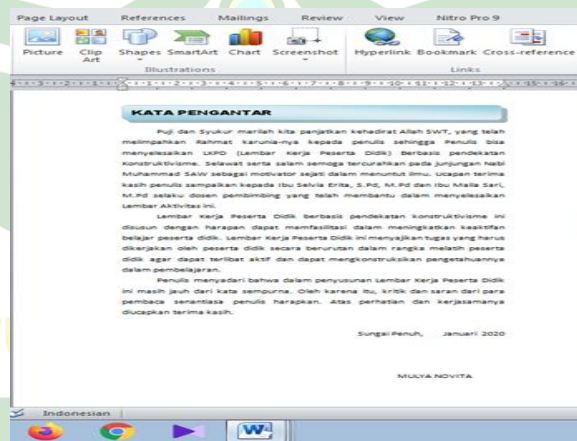 Page Layout References Mailings Review View Nitro Pro 9
Picture Clip Art Shapes SmartArt Chart Screenshot Hyperlink Bookmark Cross-reference
Illustrations Links
KATA PENGANTAR
Puji dan Syukur marilah kita panjatkan kehadirat Allah SWT, yang telah
melimpahkan Rahmat karunia-nya kepada penulis sehingga Penulis bisa
menyelesaikan LKPD (Lembar Kerja Peserta Didik) Berbasis pendekatan
Konstruktivisme. Selawat serta salam semoga tercurahkan pada junjungan Nabi
Muhammad SAW sebagai motivator sejati dalam menuntut ilmu. Ucapan terima
kasih penulis sampaikan kepada Ibu Selvia Erita, S.Pd, M.Pd dan Ibu Maila Sari,
M.Pd selaku dosen pembimbing yang telah membantu dalam menyelesaikan
Lembar Aktivitas ini.
Lembar Kerja Peserta Didik berbasis pendekatan konstruktivisme ini
disusun dengan harapan dapat memfasilitasi dalam meningkatkan keaktifan
belajar peserta didik. Lembar Kerja Peserta Didik ini menyajikan tugas yang harus
dikerjakan oleh peserta didik secara berurutan dalam rangka melatih peserta
didik agar dapat terlibat aktif dan dapat mengkonstruksikan pengetahuannya
dalam pembelajaran.
Penulis menyadari bahwa dalam penyusunan Lembar Kerja Peserta Didik
ini masih jauh dari kata sempurna. Oleh karena itu, kritik dan saran dari para
pembaca senantiasa penulis harapkan. Atas perhatian dan kerjasamanya
diucapkan terima kasih.
Sungai Penuh, Januari 2020
MULYA NOVITA
Indonesian